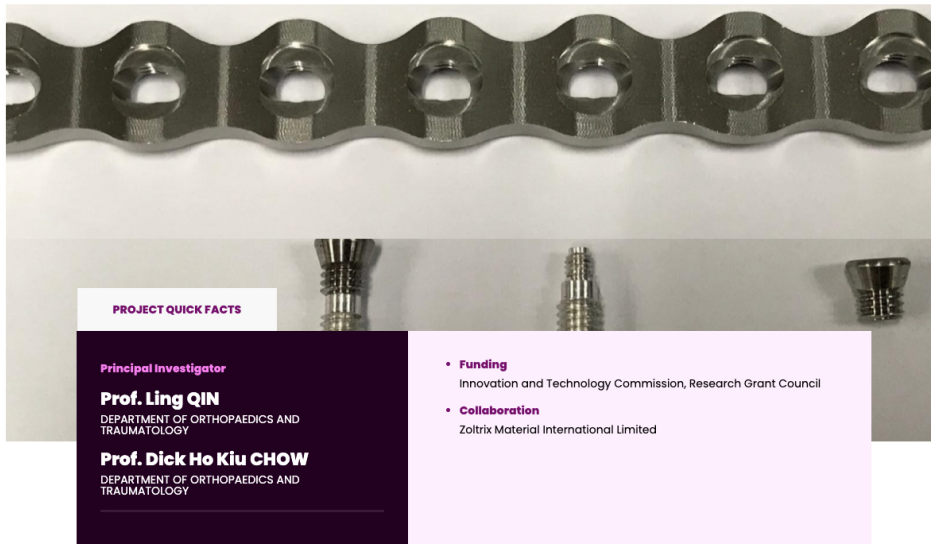 PROJECT QUICK FACTS
Principal Investigator
Prof. Ling QIN
DEPARTMENT OF ORTHOPAEDICS AND
TRAUMATOLOGY
Prof. Dick Ho Kiu CHOW
DEPARTMENT OF ORTHOPAEDICS AND
TRAUMATOLOGY
• Funding
Innovation and Technology Commission, Research Grant Council
• Collaboration
Zoltrix Material International Limited